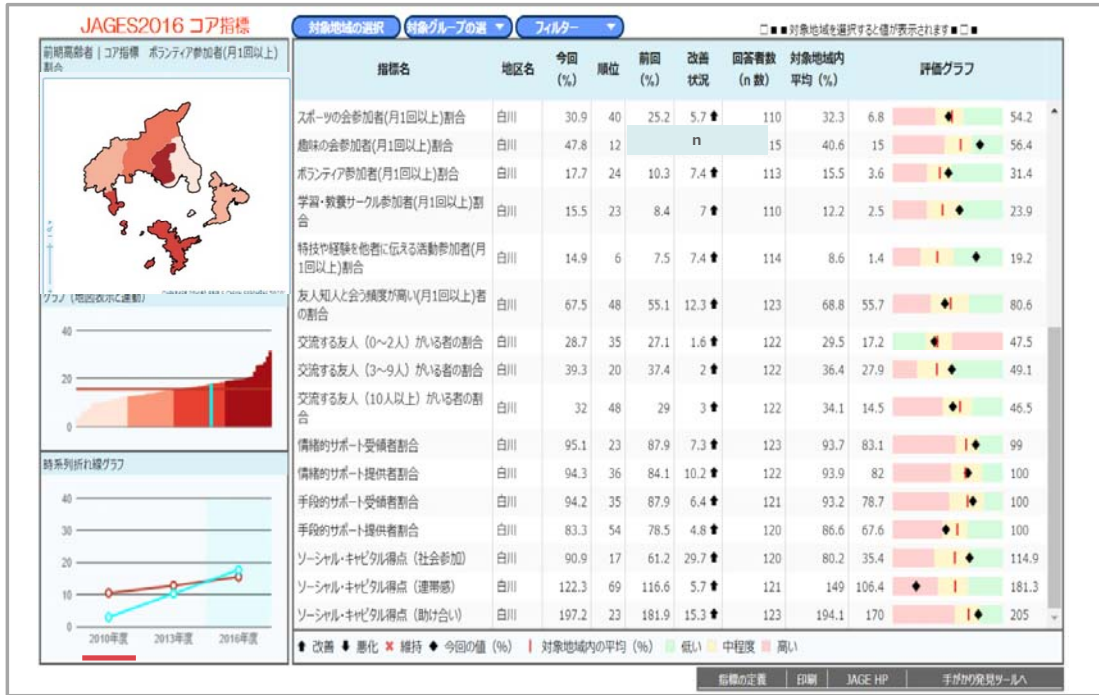 JAGES2016 コア指標
対象地域の選択 対象グループの選 ▼ フィルター ▼
□■■対象地域を選択すると値が表示されます■□■
前期高齢者 | コア指標 ボランティア参加者(月1回以上)
割合
グラフ (地図表示と連動)
40
20
0
時系列折れ線グラフ
40
30
20
10
0
2010年度 2013年度 2016年度
指標名 地区名 今回(%) 順位 前回(%) 改善状況 回答者数(n 数) 対象地域内平均 (%) 評価グラフ
スポーツの会参加者(月1回以上)割合 白川 30.9 40 25.2 5.7⬆ 110 32.3 6.8 54.2
趣味の会参加者(月1回以上)割合 白川 47.8 12 n 15 40.6 15 56.4
ボランティア参加者(月1回以上)割合 白川 17.7 24 10.3 7.4⬆ 113 15.5 3.6 31.4
学習・教養サークル参加者(月1回以上)割
合 白川 15.5 23 8.4 7⬆ 110 12.2 2.5 23.9
特技や経験を他者に伝える活動参加者(月
1回以上)割合 白川 14.9 6 7.5 7.4⬆ 114 8.6 1.4 19.2
友人知人と会う頻度が高い(月1回以上)者
の割合 白川 67.5 48 55.1 12.3⬆ 123 68.8 55.7 80.6
交流する友人 (0～2人) がいる者の割合 白川 28.7 35 27.1 1.6⬆ 122 29.5 17.2 47.5
交流する友人 (3～9人) がいる者の割合 白川 39.3 20 37.4 2⬆ 122 36.4 27.9 49.1
交流する友人 (10人以上) がいる者の割
合 白川 32 48 29 3⬆ 122 34.1 14.5 46.5
情緒的サポート受領者割合 白川 95.1 23 87.9 7.3⬆ 123 93.7 83.1 99
情緒的サポート提供者割合 白川 94.3 36 84.1 10.2⬆ 122 93.9 82 100
手段的サポート受領者割合 白川 94.2 35 87.9 6.4⬆ 121 93.2 78.7 100
手段的サポート提供者割合 白川 83.3 54 78.5 4.8⬆ 120 86.6 67.6 100
ソーシャル・キャピタル得点 (社会参加) 白川 90.9 17 61.2 29.7⬆ 120 80.2 35.4 114.9
ソーシャル・キャピタル得点 (連帯感) 白川 122.3 69 116.6 5.7⬆ 121 149 106.4 181.3
ソーシャル・キャピタル得点 (助け合い) 白川 197.2 23 181.9 15.3⬆ 123 194.1 170 205
⬆ 改善 ⬇ 悪化 ✖ 維持 ◆ 今回の値 (%) | 対象地域内の平均 (%) 低い 中程度 高い
指標の定義 | 印刷 | JAGE HP | 手がかり発見ツールへ